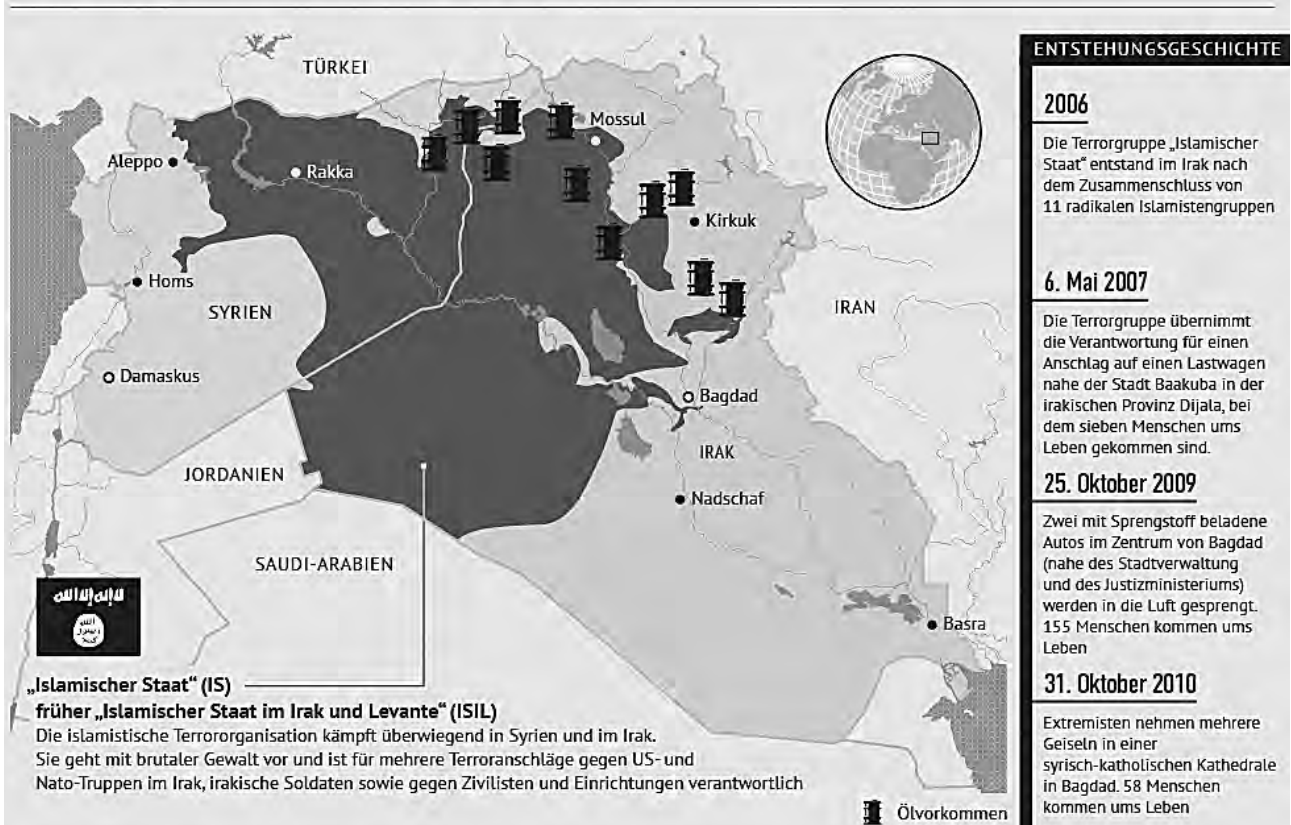 TÜRKEI
Mossul
Aleppo
Rakka
Kirkuk
Homs
SYRIEN
IRAN
Damaskus
Bagdad
IRAK
JORDANIEN
Nadschaf
SAUDI-ARABIEN
Basra
لا إله إلا الله
الله
رسول
محمد
„Islamischer Staat“ (IS)
früher „Islamischer Staat im Irak und Levante“ (ISIL)
Die islamistische Terrororganisation kämpft überwiegend in Syrien und im Irak.
Sie geht mit brutaler Gewalt vor und ist für mehrere Terroranschläge gegen US- und
Nato-Truppen im Irak, irakische Soldaten sowie gegen Zivilisten und Einrichtungen verantwortlich
Ölvorkommen
ENTSTEHUNGSGESCHICHTE
2006
Die Terrorgruppe „Islamischer
Staat“ entstand im Irak nach
dem Zusammenschluss von
11 radikalen Islamistengruppen
6. Mai 2007
Die Terrorgruppe übernimmt
die Verantwortung für einen
Anschlag auf einen Lastwagen
nahe der Stadt Baakuba in der
irakischen Provinz Dijala, bei
dem sieben Menschen ums
Leben gekommen sind.
25. Oktober 2009
Zwei mit Sprengstoff beladene
Autos im Zentrum von Bagdad
(nahe des Stadtverwaltung
und des Justizministeriums)
werden in die Luft gesprengt.
155 Menschen kommen ums
Leben
31. Oktober 2010
Extremisten nehmen mehrere
Geiseln in einer
syrisch-katholischen Kathedrale
in Bagdad. 58 Menschen
kommen ums Leben